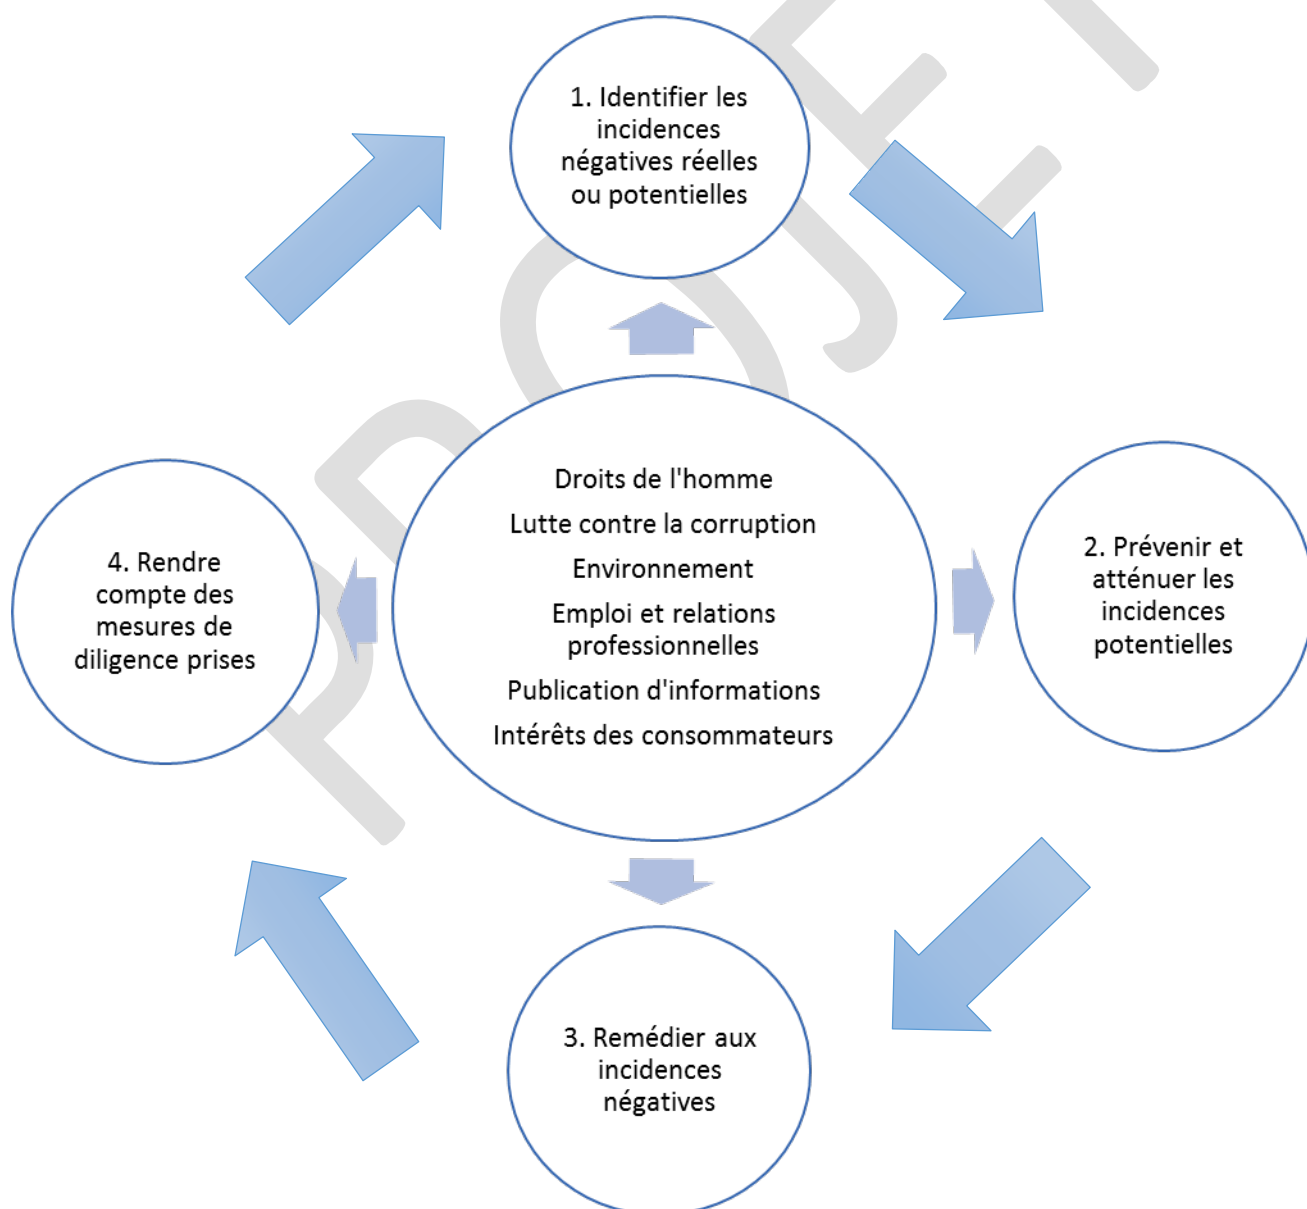 1. Identifier les
incidences
négatives réelles
ou potentielles
Droits de l'homme
Lutte contre la corruption
Environnement
Emploi et relations
professionnelles
Publication d'informations
Intérêts des consommateurs
2. Prévenir et
atténuer les
incidences
potentielles
3. Remédier aux
incidences
négatives
4. Rendre
compte des
mesures de
diligence prises
PROJET